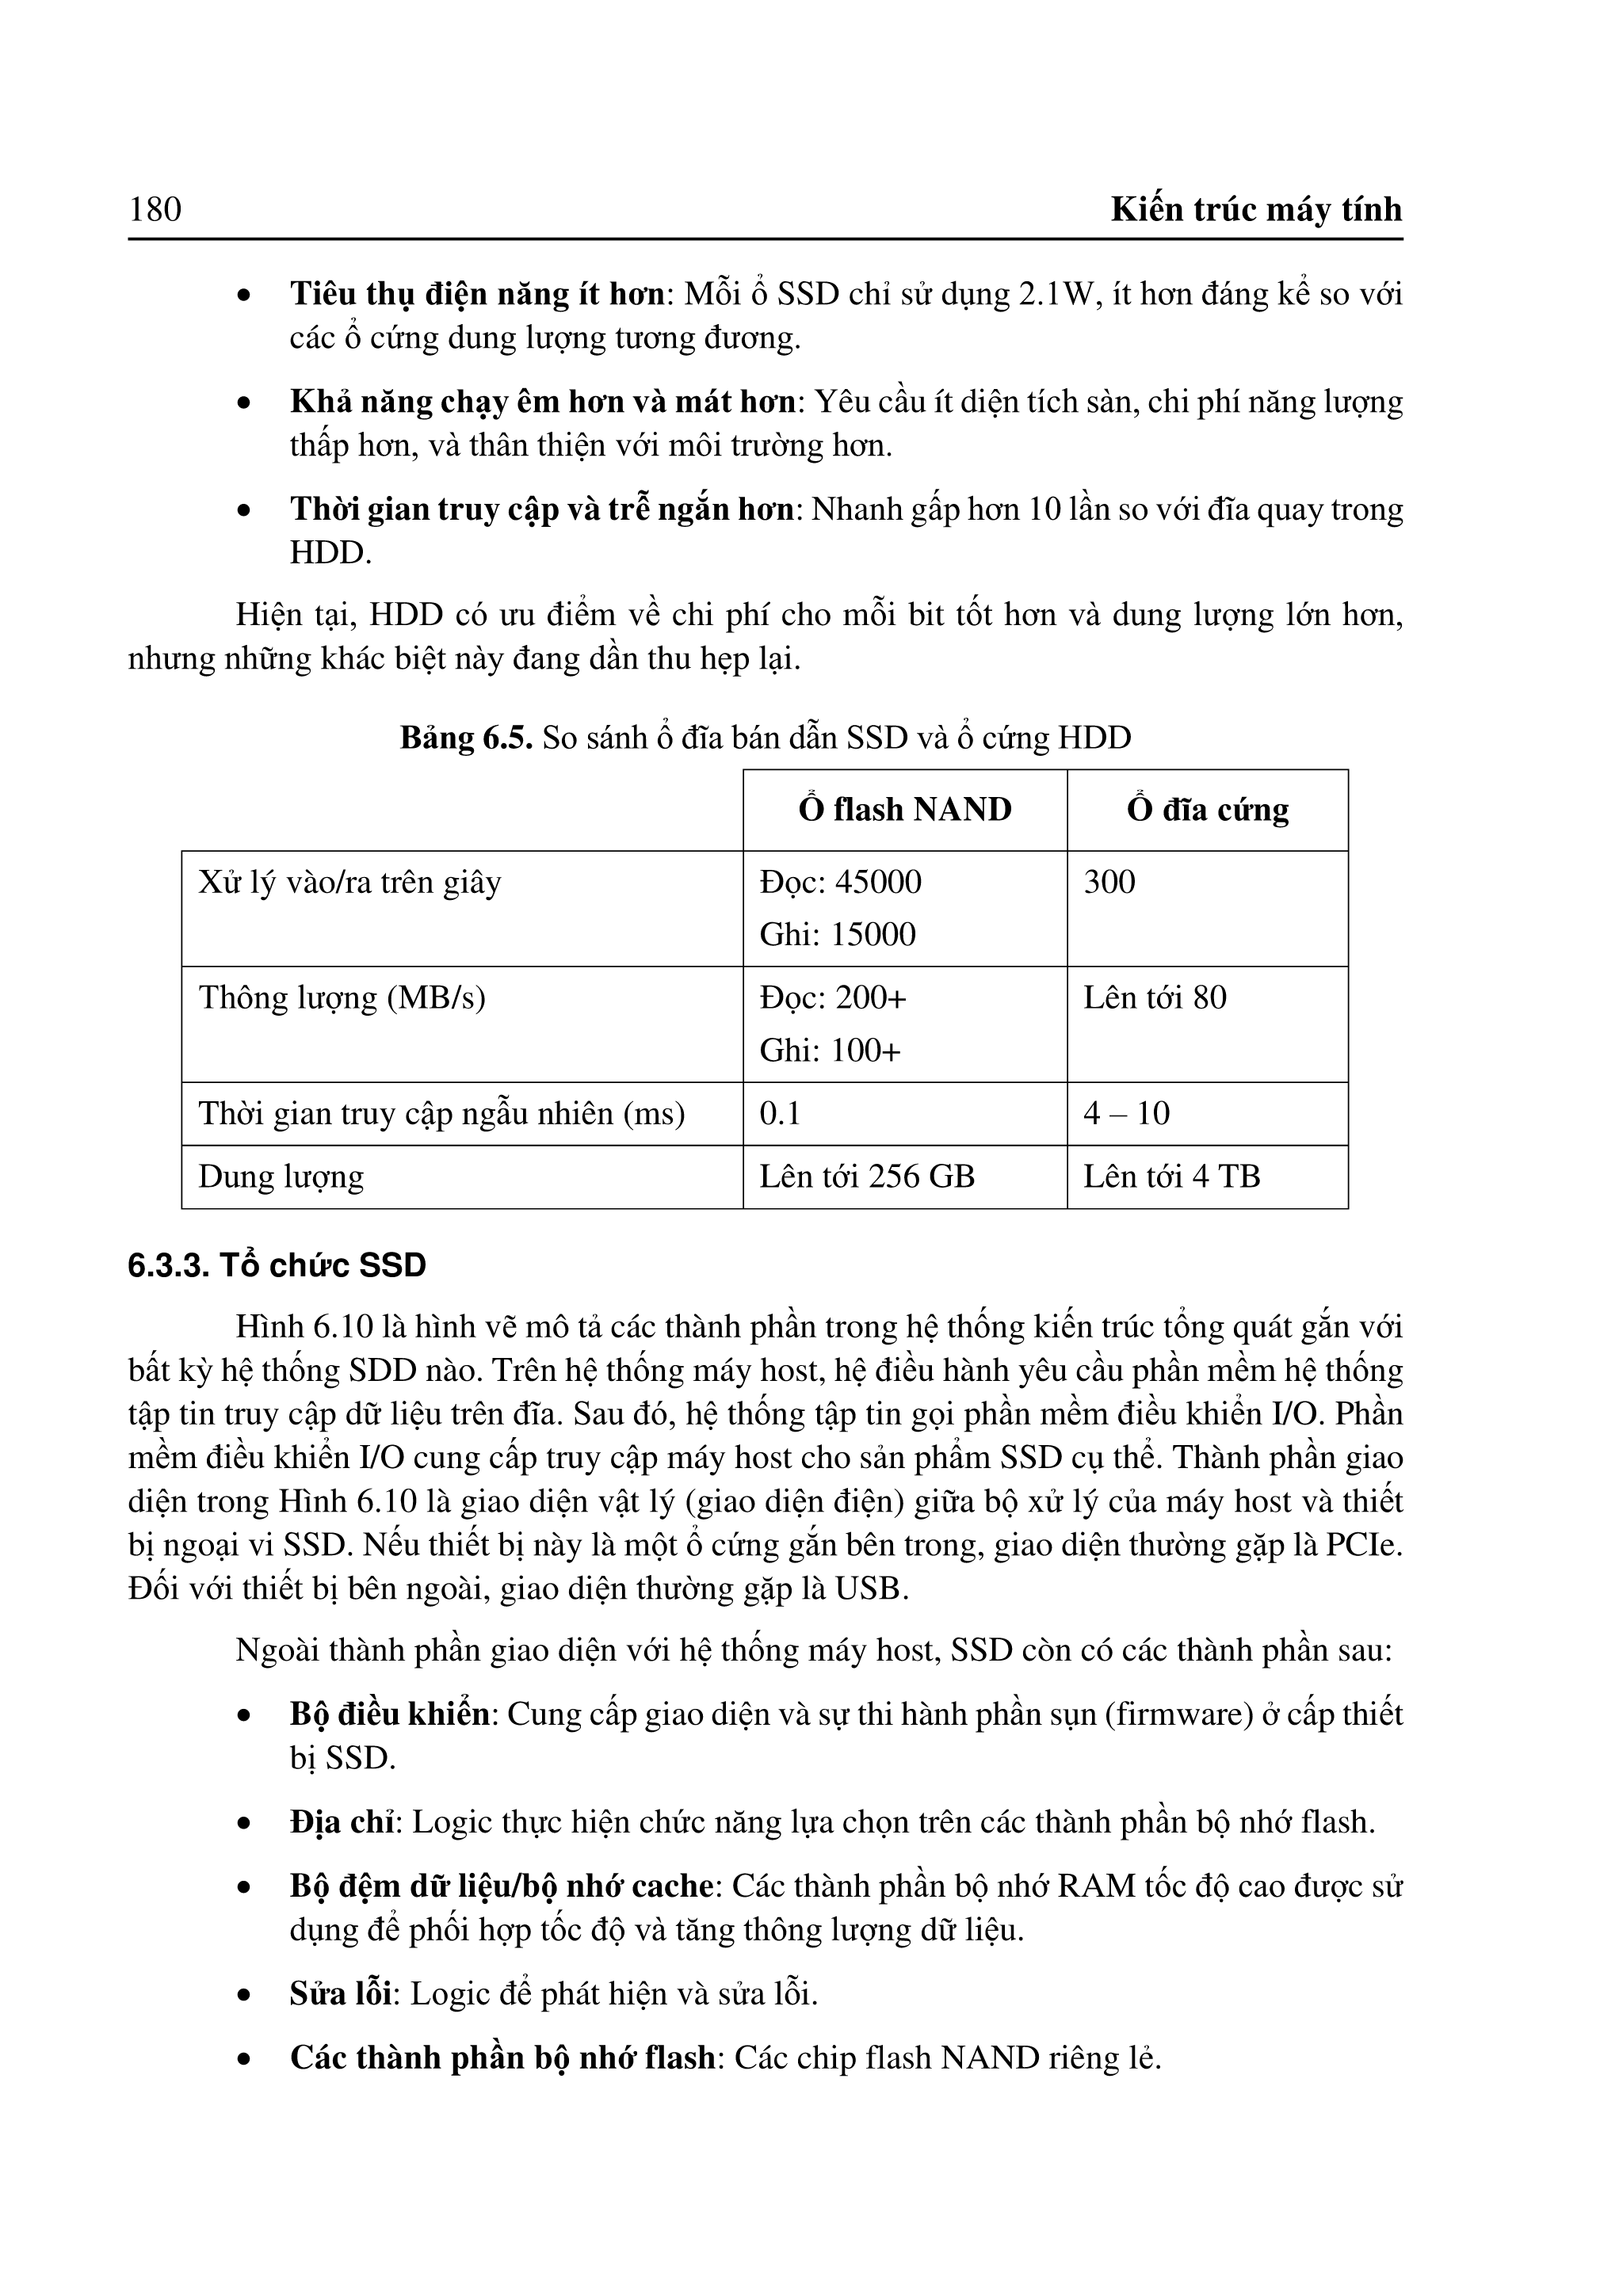 180 Kiến trúc máy tính
• Tiêu thụ điện năng ít hơn: Mỗi ổ SSD chỉ sử dụng 2.1W, ít hơn đáng kể so với
các ổ cứng dung lượng tương đương.
• Khả năng chạy êm hơn và mát hơn: Yêu cầu ít diện tích sàn, chi phí năng lượng
thấp hơn, và thân thiện với môi trường hơn.
• Thời gian truy cập và trễ ngắn hơn: Nhanh gấp hơn 10 lần so với đĩa quay trong
HDD.
Hiện tại, HDD có ưu điểm về chi phí cho mỗi bit tốt hơn và dung lượng lớn hơn,
nhưng những khác biệt này đang dần thu hẹp lại.
Bảng 6.5. So sánh ổ đĩa bán dẫn SSD và ổ cứng HDD
Ổ flash NAND Ổ đĩa cứng
Xử lý vào/ra trên giây Đọc: 45000 300
Ghi: 15000
Thông lượng (MB/s) Đọc: 200+ Lên tới 80
Ghi: 100+
Thời gian truy cập ngẫu nhiên (ms) 0.1 4 – 10
Dung lượng Lên tới 256 GB Lên tới 4 TB
6.3.3. Tổ chức SSD
Hình 6.10 là hình vẽ mô tả các thành phần trong hệ thống kiến trúc tổng quát gắn với
bất kỳ hệ thống SDD nào. Trên hệ thống máy host, hệ điều hành yêu cầu phần mềm hệ thống
tập tin truy cập dữ liệu trên đĩa. Sau đó, hệ thống tập tin gọi phần mềm điều khiển I/O. Phần
mềm điều khiển I/O cung cấp truy cập máy host cho sản phẩm SSD cụ thể. Thành phần giao
diện trong Hình 6.10 là giao diện vật lý (giao diện điện) giữa bộ xử lý của máy host và thiết
bị ngoại vi SSD. Nếu thiết bị này là một ổ cứng gắn bên trong, giao diện thường gặp là PCIe.
Đối với thiết bị bên ngoài, giao diện thường gặp là USB.
Ngoài thành phần giao diện với hệ thống máy host, SSD còn có các thành phần sau:
• Bộ điều khiển: Cung cấp giao diện và sự thi hành phần sụn (firmware) ở cấp thiết
bị SSD.
• Địa chỉ: Logic thực hiện chức năng lựa chọn trên các thành phần bộ nhớ flash.
• Bộ đệm dữ liệu/bộ nhớ cache: Các thành phần bộ nhớ RAM tốc độ cao được sử
dụng để phối hợp tốc độ và tăng thông lượng dữ liệu.
• Sửa lỗi: Logic để phát hiện và sửa lỗi.
• Các thành phần bộ nhớ flash: Các chip flash NAND riêng lẻ.